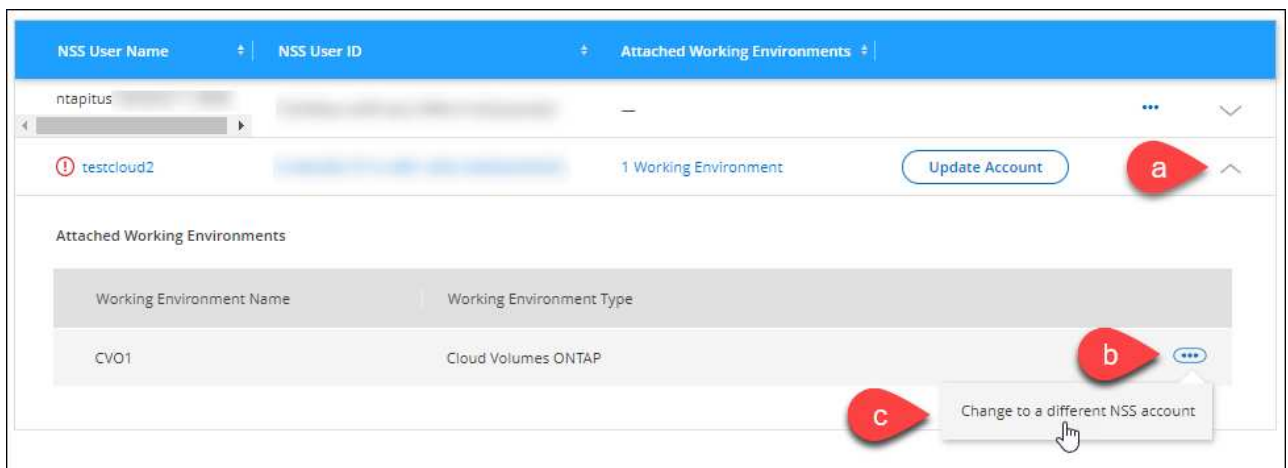 NSS User Name NSS User ID Attached Working Environments
ntapitus —
testcloud2 1 Working Environment Update Account a
Attached Working Environments
Working Environment Name Working Environment Type
CVO1 Cloud Volumes ONTAP b
c Change to a different NSS account